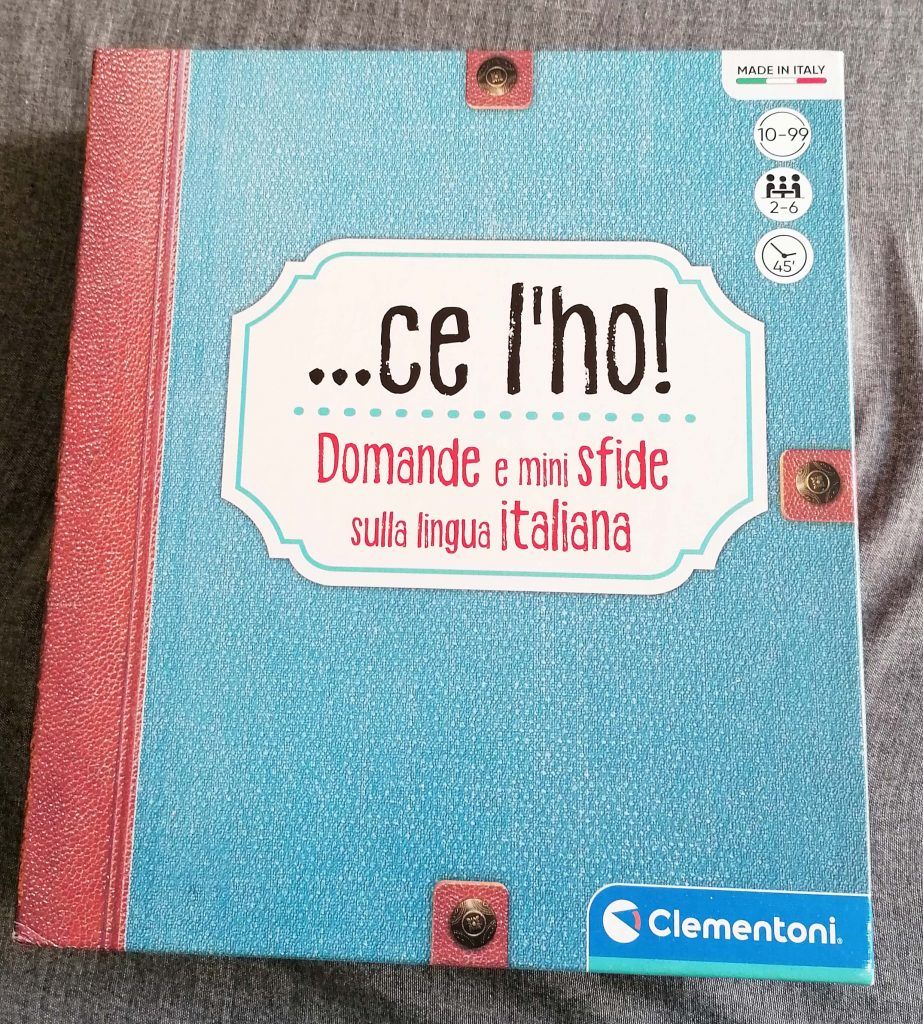 MADE IN ITALY
10-99
2-6
45'
...ce l'ho!
Domande e mini sfide
sulla lingua italiana
Clementoni®